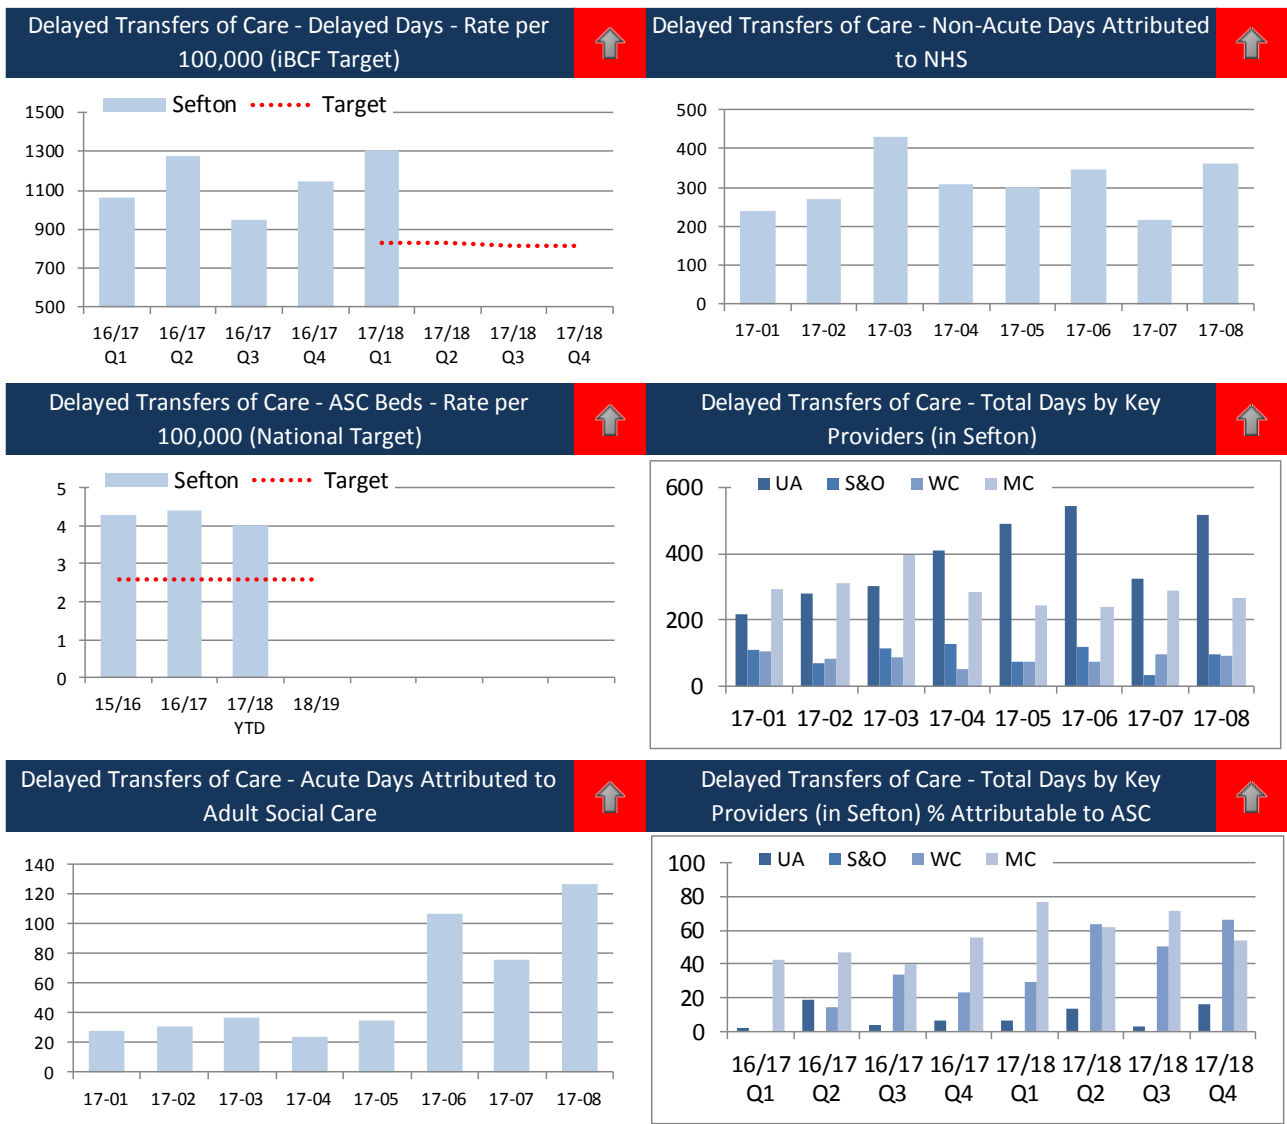 Delayed Transfers of Care - Delayed Days - Rate per
100,000 (iBCF Target)
Sefton Target
1500
1300
1100
900
700
500
16/17 16/17 16/17 16/17 17/18 17/18 17/18 17/18
Q1 Q2 Q3 Q4 Q1 Q2 Q3 Q4
Delayed Transfers of Care - Non-Acute Days Attributed
to NHS
500
400
300
200
100
0
17-01 17-02 17-03 17-04 17-05 17-06 17-07 17-08
Delayed Transfers of Care - ASC Beds - Rate per
100,000 (National Target)
Sefton Target
5
4
3
2
1
0
15/16 16/17 17/18 18/19
YTD
Delayed Transfers of Care - Total Days by Key
Providers (in Sefton)
UA S&O WC MC
600
400
200
0
17-01 17-02 17-03 17-04 17-05 17-06 17-07 17-08
Delayed Transfers of Care - Acute Days Attributed to
Adult Social Care
140
120
100
80
60
40
20
0
17-01 17-02 17-03 17-04 17-05 17-06 17-07 17-08
Delayed Transfers of Care - Total Days by Key
Providers (in Sefton) % Attributable to ASC
UA S&O WC MC
100
80
60
40
20
0
16/17 16/17 16/17 16/17 17/18 17/18 17/18 17/18
Q1 Q2 Q3 Q4 Q1 Q2 Q3 Q4